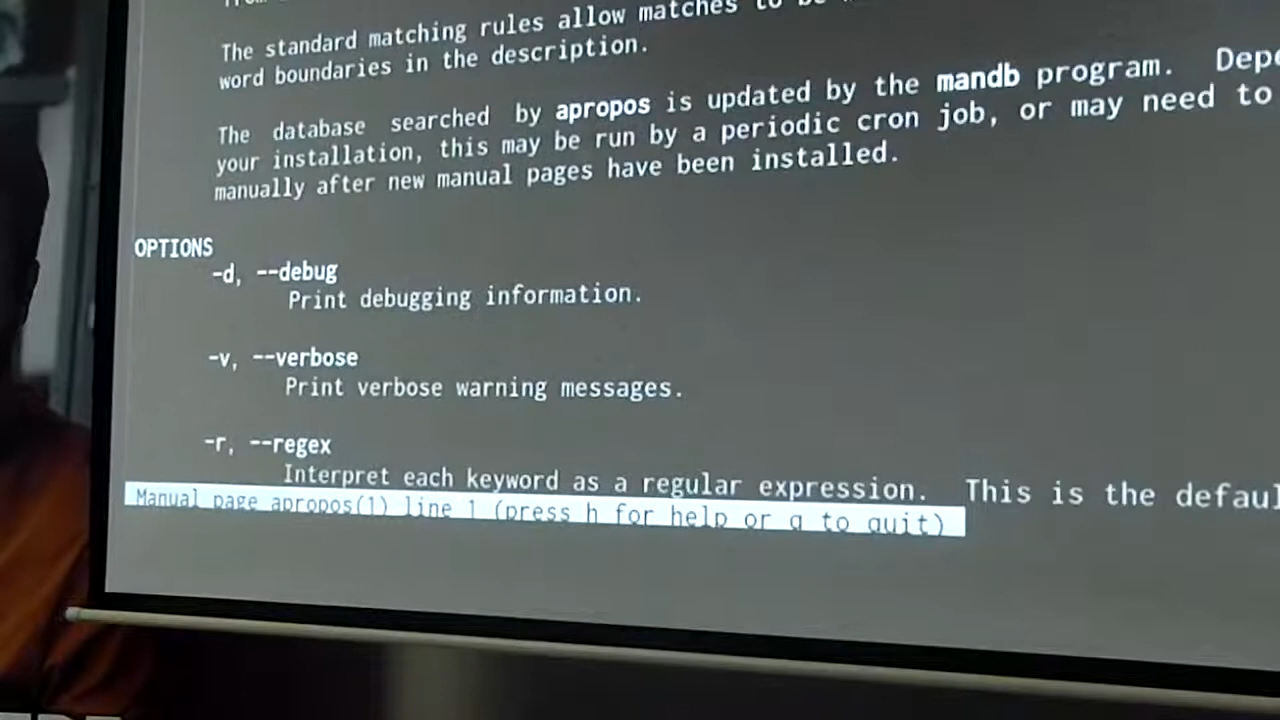 The standard matching rules allow matches to be
word boundaries in the description.
The database searched by apropos is updated by the mandb program. Depe
your installation, this may be run by a periodic cron job, or may need to
manually after new manual pages have been installed.
OPTIONS
-d, --debug
Print debugging information.
-v, --verbose
Print verbose warning messages.
-r, --regex
Interpret each keyword as a regular expression. This is the defaul
Manual page apropos(1) line 1 (press h for help or q to quit)